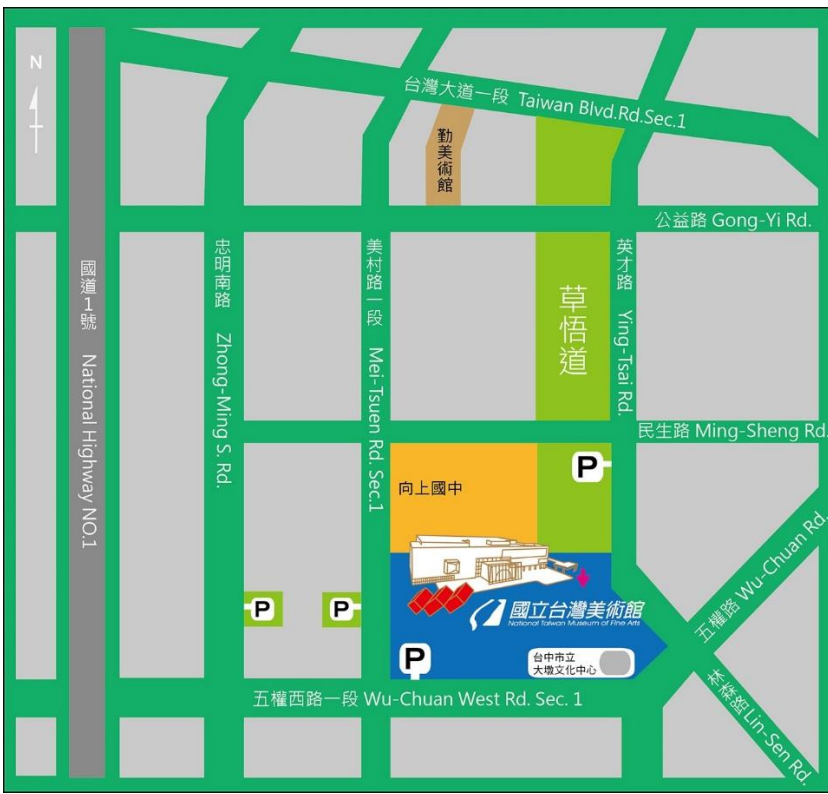 N
台灣大道一段 Taiwan Blvd.Rd.Sec.1
勤美術館
公益路 Gong-Yi Rd.
國道1號 National Highway NO.1
忠明南路 Zhong-Ming S. Rd.
美村路一段 Mei-Tsuen Rd. Sec.1
草悟道
英才路 Ying-Tsai Rd.
民生路 Ming-Sheng Rd.
P
向上國中
五權路 Wu-Chuan Rd.
P
P
國立台灣美術館
National Taiwan Museum of Fine Arts
P
台中市立
大墩文化中心
五權西路一段 Wu-Chuan West Rd. Sec. 1
林森路 Lin-Sen Rd.